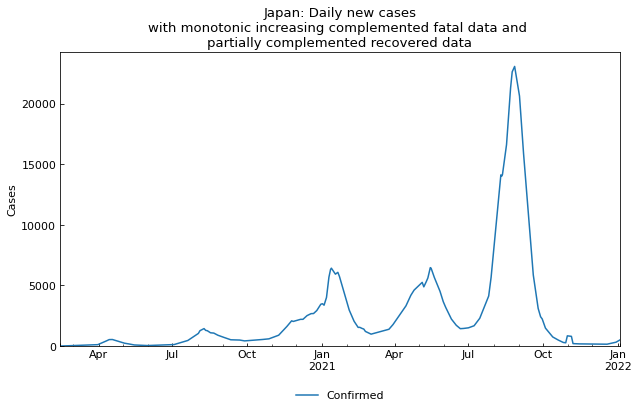 Japan: Daily new cases
with monotonic increasing complemented fatal data and
partially complemented recovered data
20000
15000
10000
5000
0
Cases
Apr
Jul
Oct
Jan
2021
Apr
Jul
Oct
Jan
2022
Confirmed